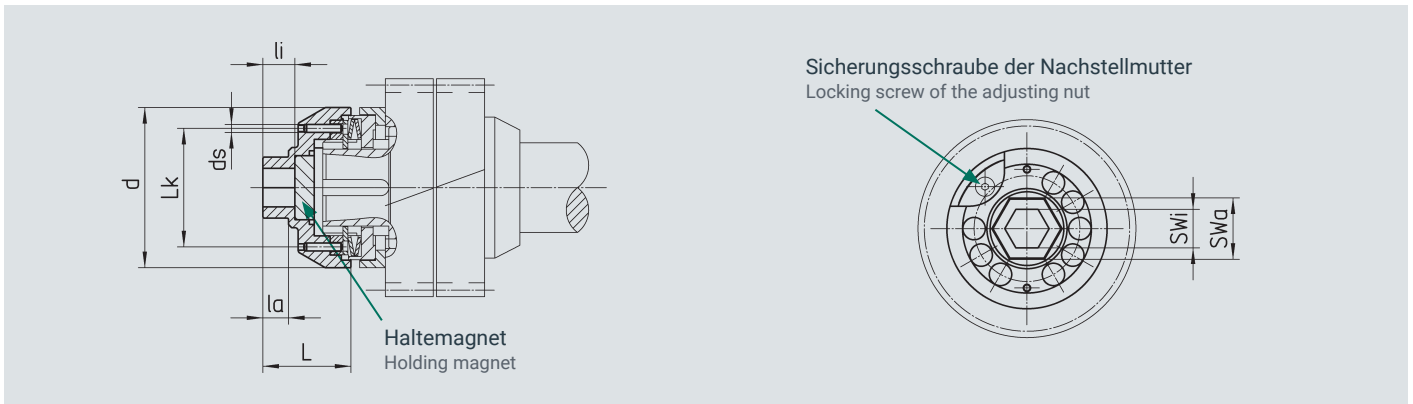 li
ds
Lk
d
la
L
Haltemagnet
Holding magnet
Sicherungsschraube der Nachstellmutter
Locking screw of the adjusting nut
SWi
SWa